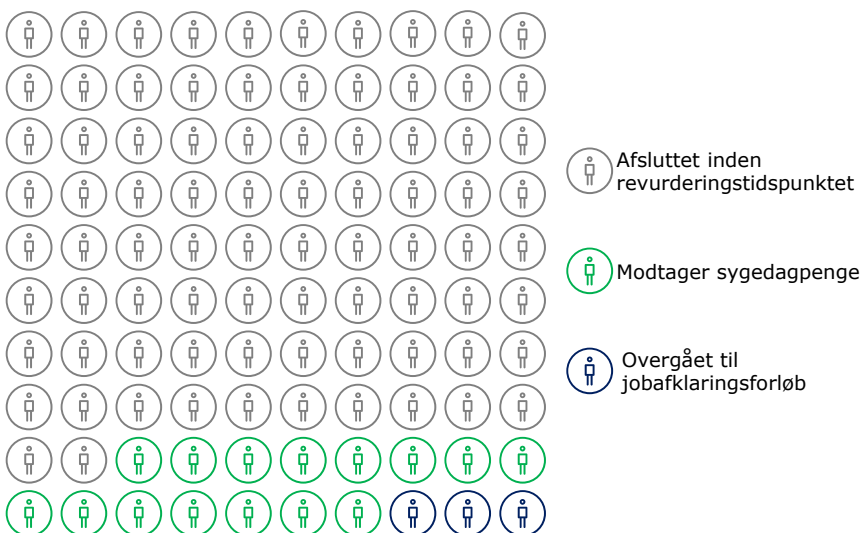 Afsluttet inden
revurderingstidspunktet
Modtager sygedagpenge
Overgået til
jobafklaringsforløb